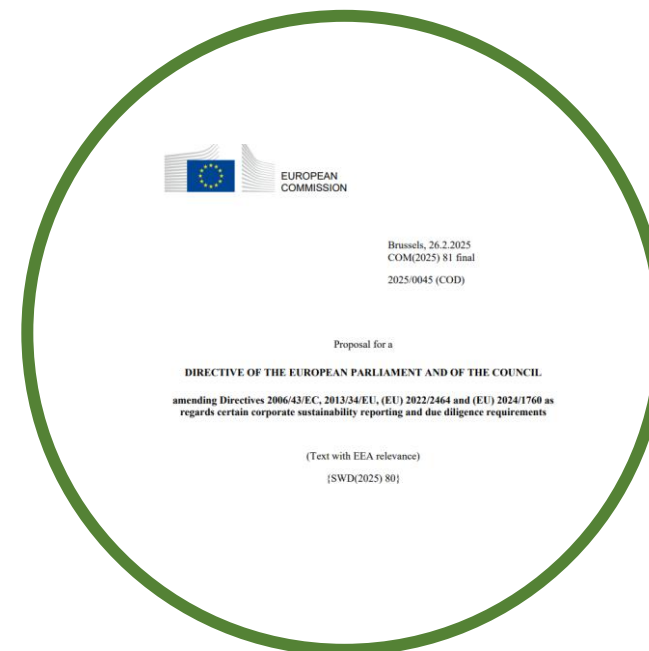 EUROPEAN
COMMISSION
Brussels, 26.2.2025
COM(2025) 81 final
2025/0045 (COD)
Proposal for a
DIRECTIVE OF THE EUROPEAN PARLIAMENT AND OF THE COUNCIL
amending Directives 2006/43/EC, 2013/34/EU, (EU) 2022/2464 and (EU) 2024/1760 as
regards certain corporate sustainability reporting and due diligence requirements
(Text with EEA relevance)
{SWD(2025) 80}